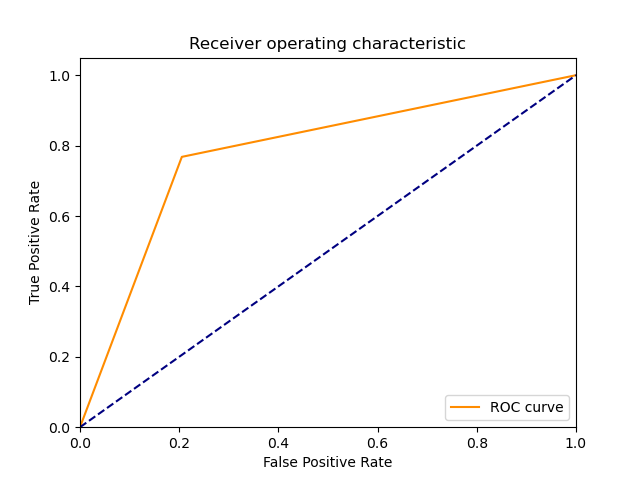 Receiver operating characteristic
True Positive Rate
1.0
0.8
0.6
0.4
0.2
0.0
ROC curve
0.0 0.2 0.4 0.6 0.8 1.0
False Positive Rate